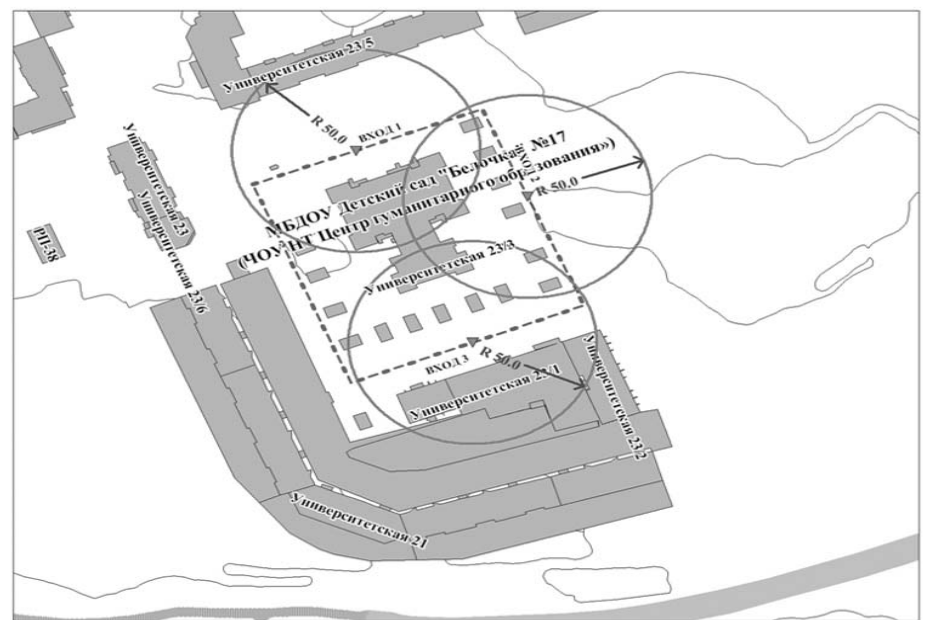 Университетская 23/5
R 50.0
ВХОД 1
Университетская 23
Университетская 23/6
РП-38
МБДОУ Детский сад "Белочка" №17
(ЧОУ НТ Центр гуманитарного образования»)
R 50.0
Университетская 23/3
ВХОД 3
R 50.0
Университетская 23/1
Университетская 23/2
Университетская 21